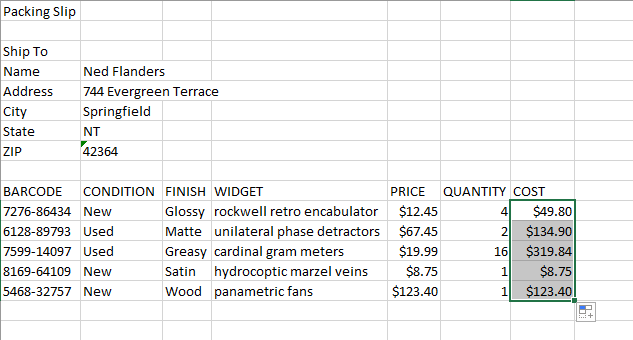 Packing Slip
Ship To
Name Ned Flanders
Address 744 Evergreen Terrace
City Springfield
State NT
ZIP 42364
BARCODE CONDITION FINISH WIDGET PRICE QUANTITY COST
7276-86434 New Glossy rockwell retro encabulator $12.45 4 $49.80
6128-89793 Used Matte unilateral phase detractors $67.45 2 $134.90
7599-14097 Used Greasy cardinal gram meters $19.99 16 $319.84
8169-64109 New Satin hydrocoptic marzel veins $8.75 1 $8.75
5468-32757 New Wood panametric fans $123.40 1 $123.40